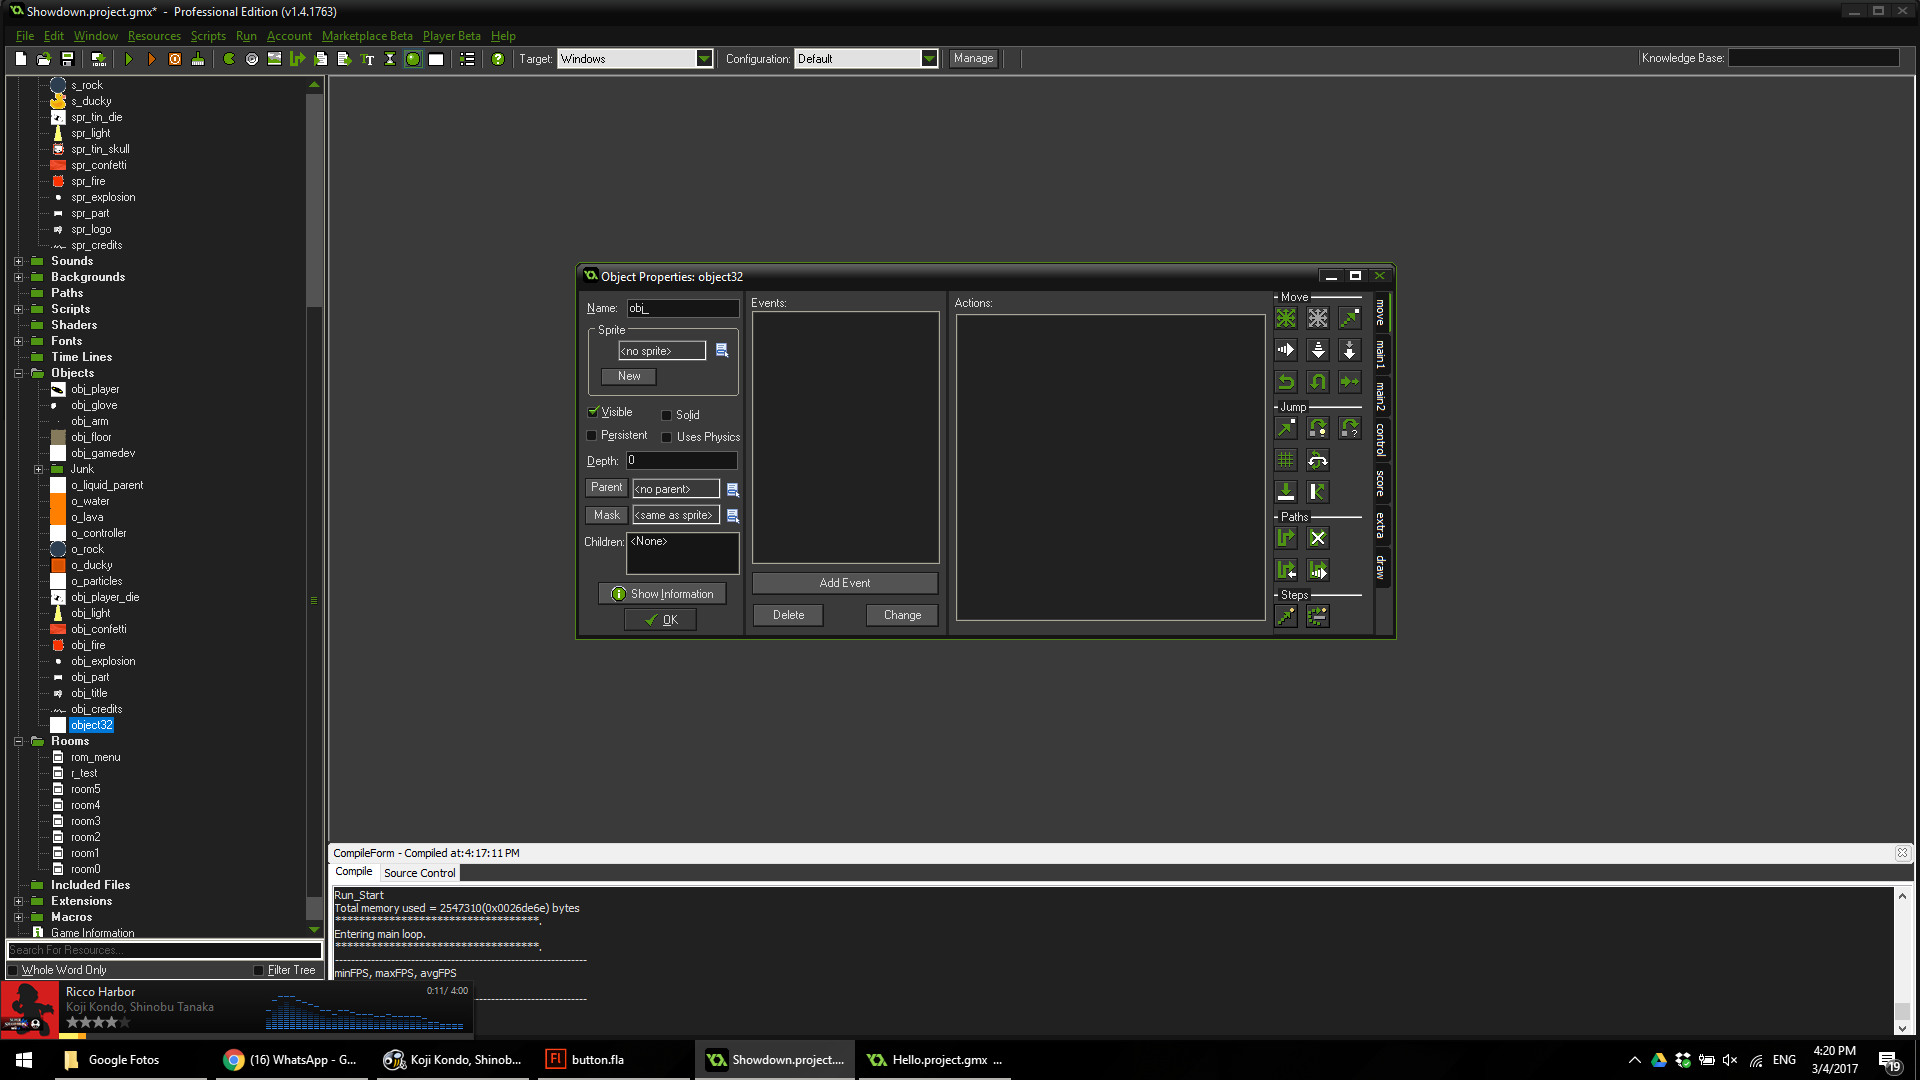 Showdown.project.gmx* - Professional Edition (v1.4.1763)
File Edit Window Resources Scripts Run Account Marketplace Beta Player Beta Help
Target: Windows Configuration: Default Manage Knowledge Base:
s_rock
s_ducky
spr_tin_die
spr_light
spr_tin_skull
spr_confetti
spr_fire
spr_explosion
spr_part
spr_logo
spr_credits
Sounds
Backgrounds
Paths
Scripts
Shaders
Fonts
Time Lines
Objects
obj_player
obj_glove
obj_arm
obj_floor
obj_gamedev
Junk
o_liquid_parent
o_water
o_lava
o_controller
o_rock
o_ducky
o_particles
obj_player_die
obj_light
obj_confetti
obj_fire
obj_explosion
obj_part
obj_title
obj_credits
object32
Rooms
rom_menu
r_test
room5
room4
room3
room2
room1
room0
Included Files
Extensions
Macros
Game Information
Search For Resources...
Whole Word Only Filter Tree
Object Properties: object32
Name: obj_
Sprite
<no sprite>
New
Visible Solid
Persistent Uses Physics
Depth: 0
Parent <no parent>
Mask <same as sprite>
Children: <None>
Show Information
OK
Events:
Add Event
Delete Change
Actions:
Move
Jump
Paths
Steps
move
main1
main2
control
score
extra
draw
CompileForm - Compiled at:4:17:11 PM
Compile Source Control
Run_Start
Total memory used = 2547310(0x0026de6e) bytes
**********************************.
Entering main loop.
**********************************.
minFPS, maxFPS, avgFPS
Ricco Harbor 0:11/ 4:00
Koji Kondo, Shinobu Tanaka
Google Fotos
(16) WhatsApp - G...
Koji Kondo, Shinob...
button.fla
Showdown.project....
Hello.project.gmx ...
ENG
4:20 PM
3/4/2017
19